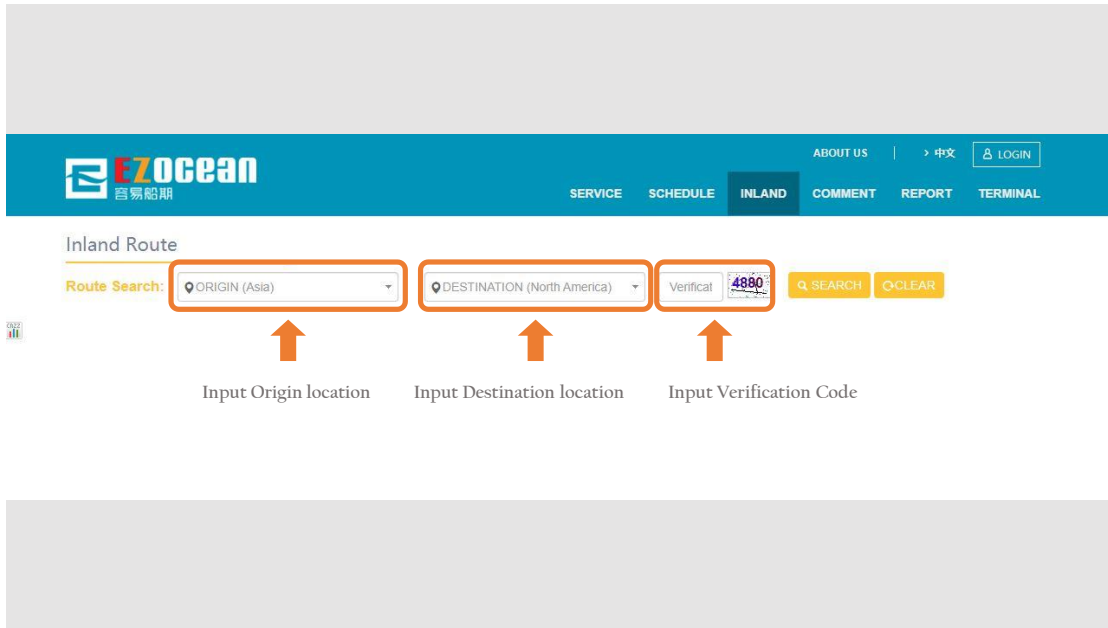 ABOUT US | > 中文 LOGIN
EZOCEAN
容易船期
SERVICE SCHEDULE INLAND COMMENT REPORT TERMINAL
Inland Route
Route Search: ORIGIN (Asia) DESTINATION (North America) Verificat 4880 SEARCH CLEAR
Input Origin location Input Destination location Input Verification Code